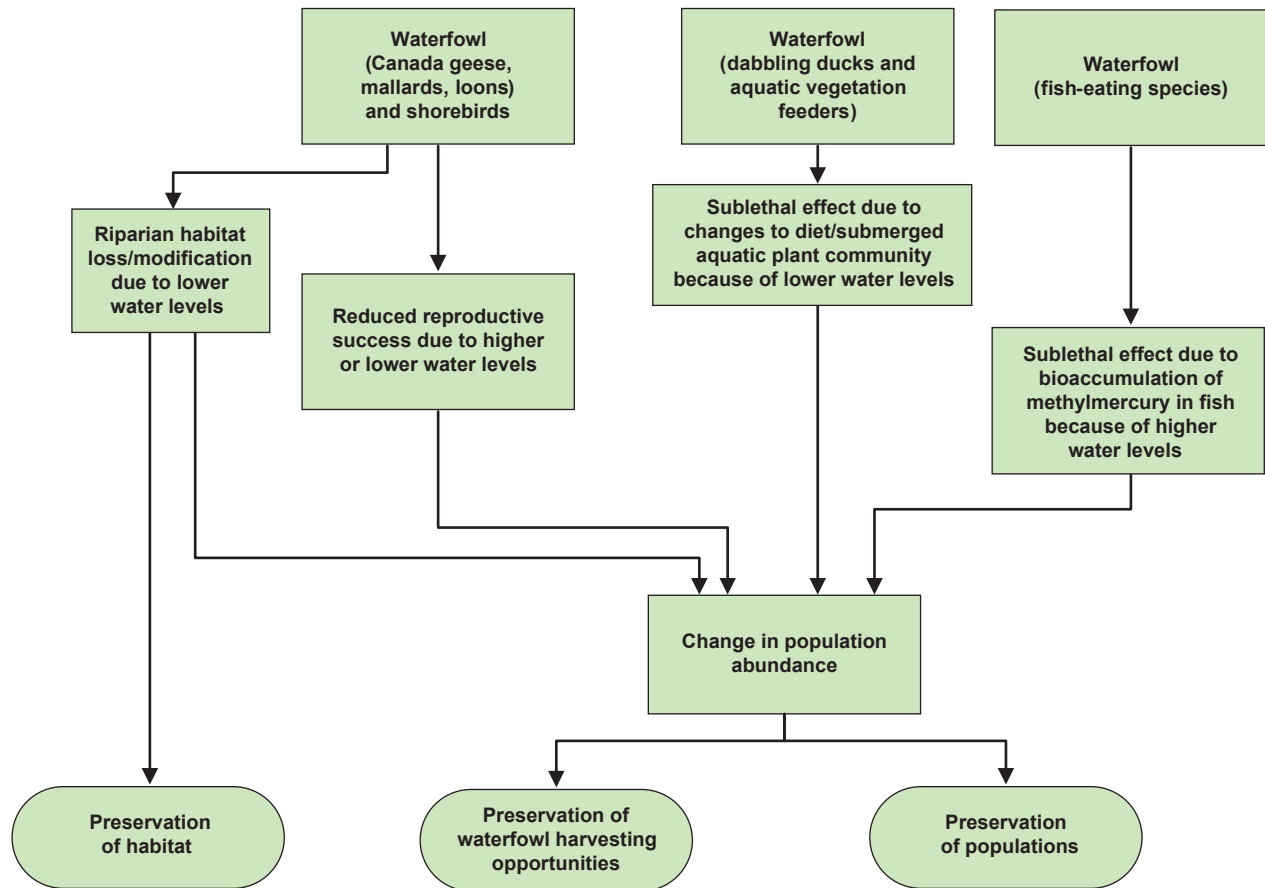 Waterfowl
(Canada geese,
mallards, loons)
and shorebirds
Waterfowl
(dabbling ducks and
aquatic vegetation
feeders)
Waterfowl
(fish-eating species)
Riparian habitat
loss/modification
due to lower
water levels
Reduced reproductive
success due to higher
or lower water levels
Sublethal effect due to
changes to diet/submerged
aquatic plant community
because of lower water levels
Sublethal effect due to
bioaccumulation of
methylmercury in fish
because of higher
water levels
Change in population
abundance
Preservation
of habitat
Preservation of
waterfowl harvesting
opportunities
Preservation
of populations